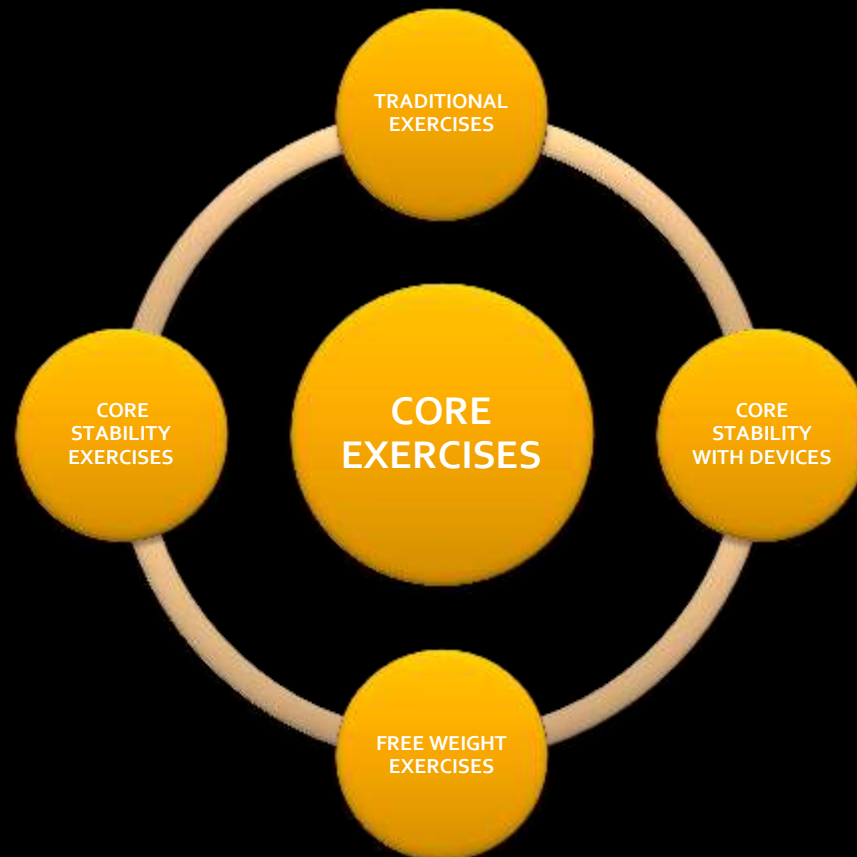 TRADITIONAL
EXERCISES
CORE
STABILITY
EXERCISES
CORE
EXERCISES
CORE
STABILITY
WITH DEVICES
FREE WEIGHT
EXERCISES